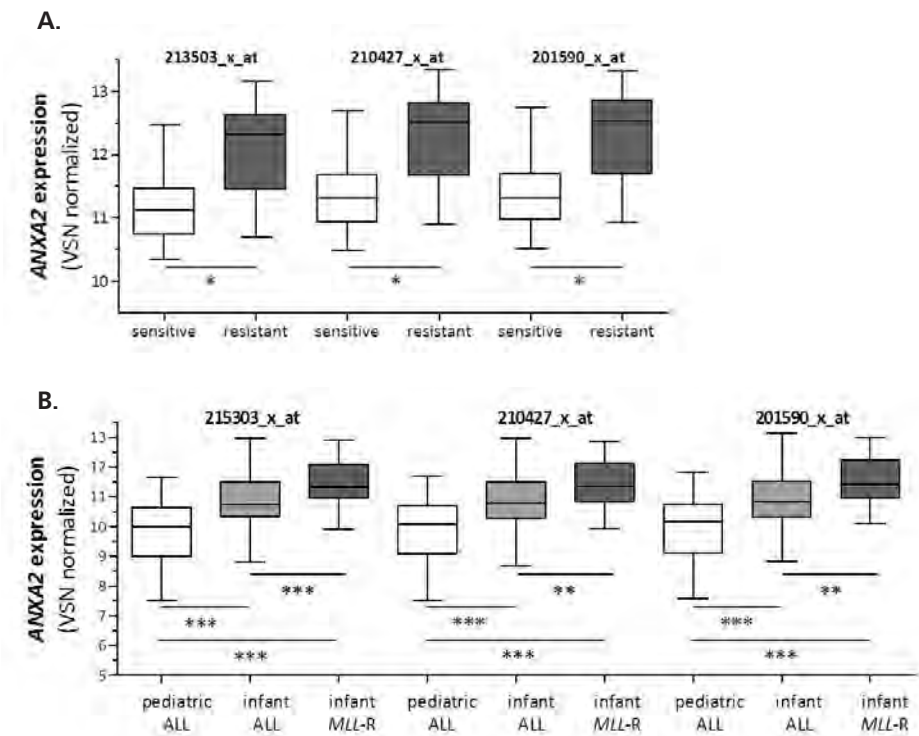 A.
213503_x_at 210427_x_at 201590_x_at
ANXA2 expression
(VSN normalized)
13
12
11
10
* * *
sensitive resistant sensitive resistant sensitive resistant
B.
215303_x_at 210427_x_at 201590_x_at
ANXA2 expression
(VSN normalized)
13
12
11
10
9
8
7
6
5
*** ** **
*** *** ***
*** *** ***
pediatric infant infant pediatric infant infant pediatric infant infant
ALL ALL MLL-R ALL ALL MLL-R ALL ALL MLL-R